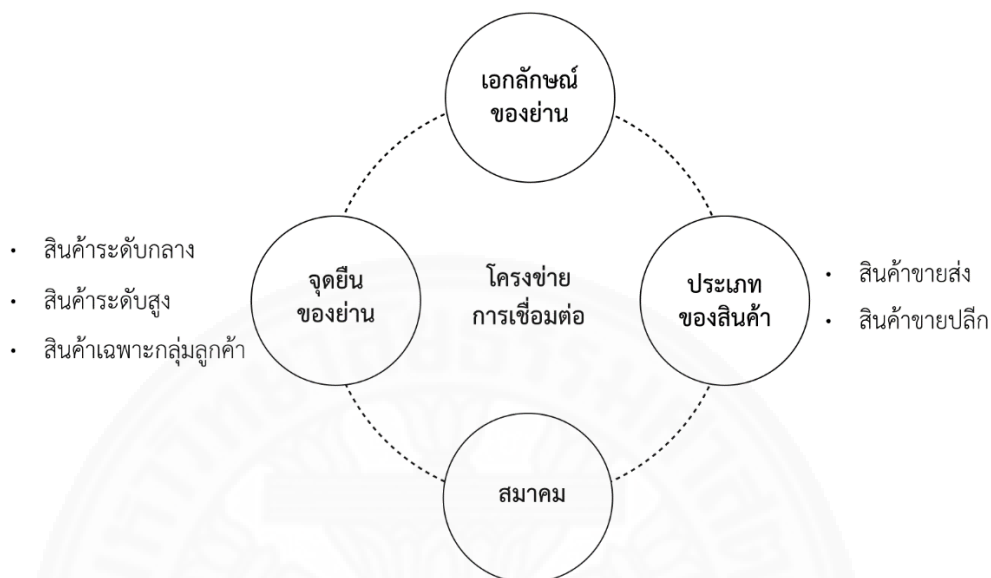 เอกลักษณ์
ของย่าน
• สินค้าระดับกลาง
• สินค้าระดับสูง
• สินค้าเฉพาะกลุ่มลูกค้า
จุดยืน
ของย่าน
โครงข่าย
การเชื่อมต่อ
ประเภท
ของสินค้า
• สินค้าขายส่ง
• สินค้าขายปลีก
สมาคม